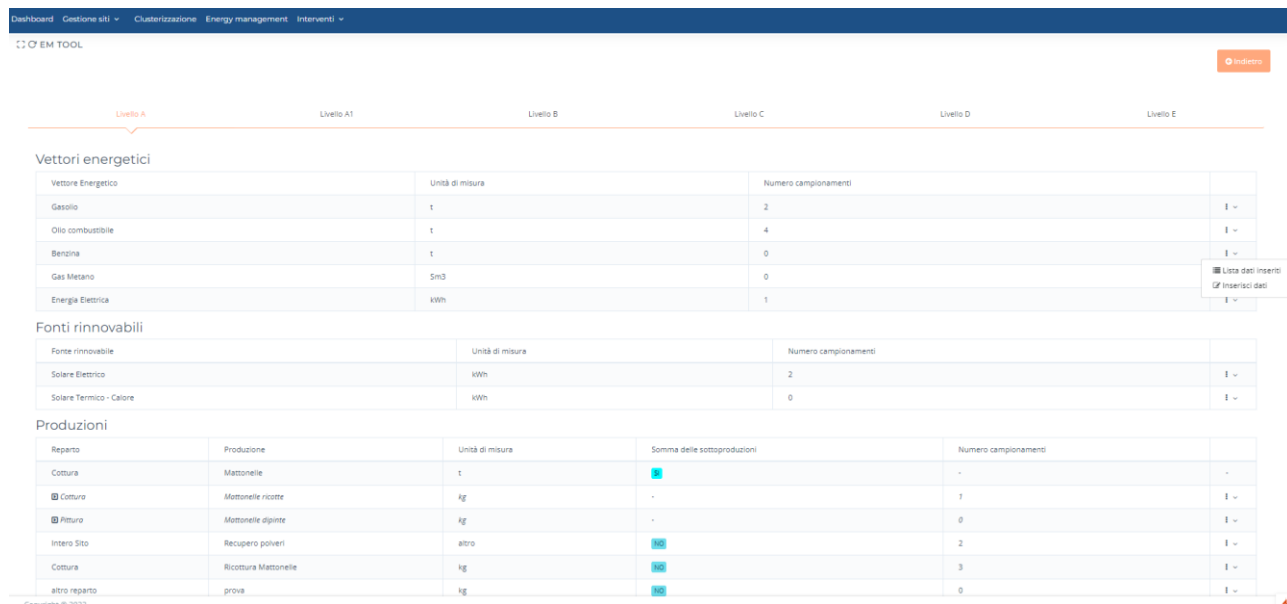 Dashboard Gestione siti Clusterizzazione Energy management Interventi
EM TOOL
Indietro
Livello A Livello A1 Livello B Livello C Livello D Livello E
Vettori energetici
Vettore Energetico Unità di misura Numero campionamenti
Gasolio t 2
Olio combustibile t 4
Benzina t 0
Gas Metano Sm3 0
Lista dati inseriti
Inserisci dati
Energia Elettrica kWh 1
Fonti rinnovabili
Fonte rinnovabile Unità di misura Numero campionamenti
Solare Elettrico kWh 2
Solare Termico - Calore kWh 0
Produzioni
Reparto Produzione Unità di misura Somma delle sottoproduzioni Numero campionamenti
Cottura Mattonelle t SI - -
Cottura Mattonelle ricotte kg - 1
Pittura Mattonelle dipinte kg - 0
Intero Sito Recupero polveri altro NO 2
Cottura Ricottura Mattonelle kg NO 3
altro reparto prova kg NO 0